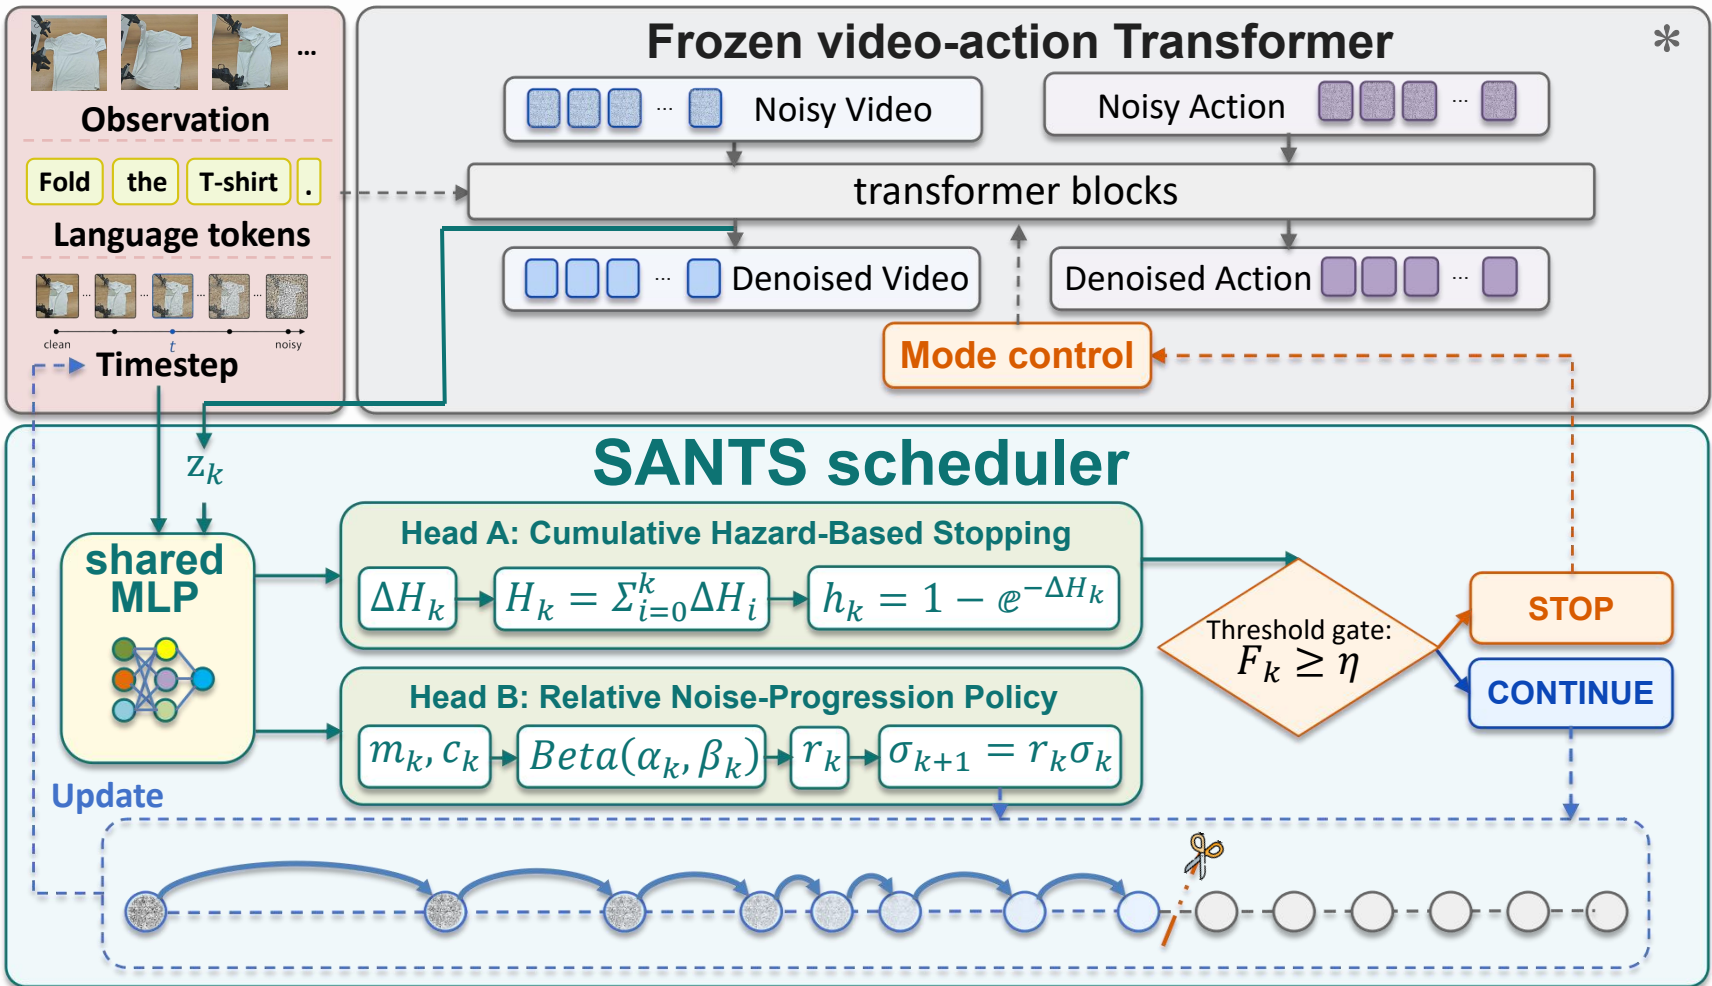 ...
Observation
Fold the T-shirt .
Language tokens
... ... ... ...
clean t noisy
Timestep
Frozen video-action Transformer
*
... Noisy Video
Noisy Action ...
transformer blocks
... Denoised Video
Denoised Action ...
Mode control
SANTS scheduler
z_k
shared
MLP
Head A: Cumulative Hazard-Based Stopping
ΔH_k
H_k = Σ_{i=0}^{k} ΔH_i
h_k = 1 − e^{−ΔH_k}
Head B: Relative Noise-Progression Policy
m_k, c_k
Beta(α_k, β_k)
r_k
σ_{k+1} = r_k σ_k
Threshold gate:
F_k ≥ η
STOP
CONTINUE
Update